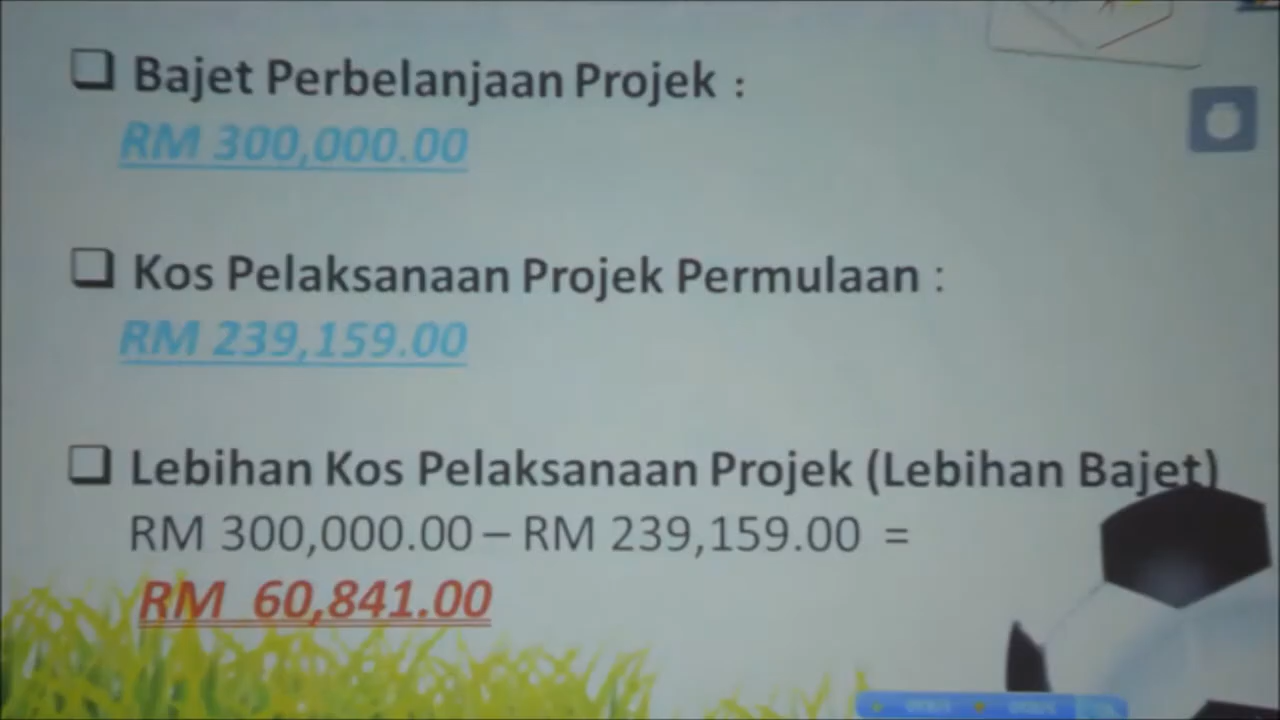 Bajet Perbelanjaan Projek :
RM 300,000.00
Kos Pelaksanaan Projek Permulaan :
RM 239,159.00
Lebihan Kos Pelaksanaan Projek (Lebihan Bajet)
RM 300,000.00 – RM 239,159.00 =
RM 60,841.00